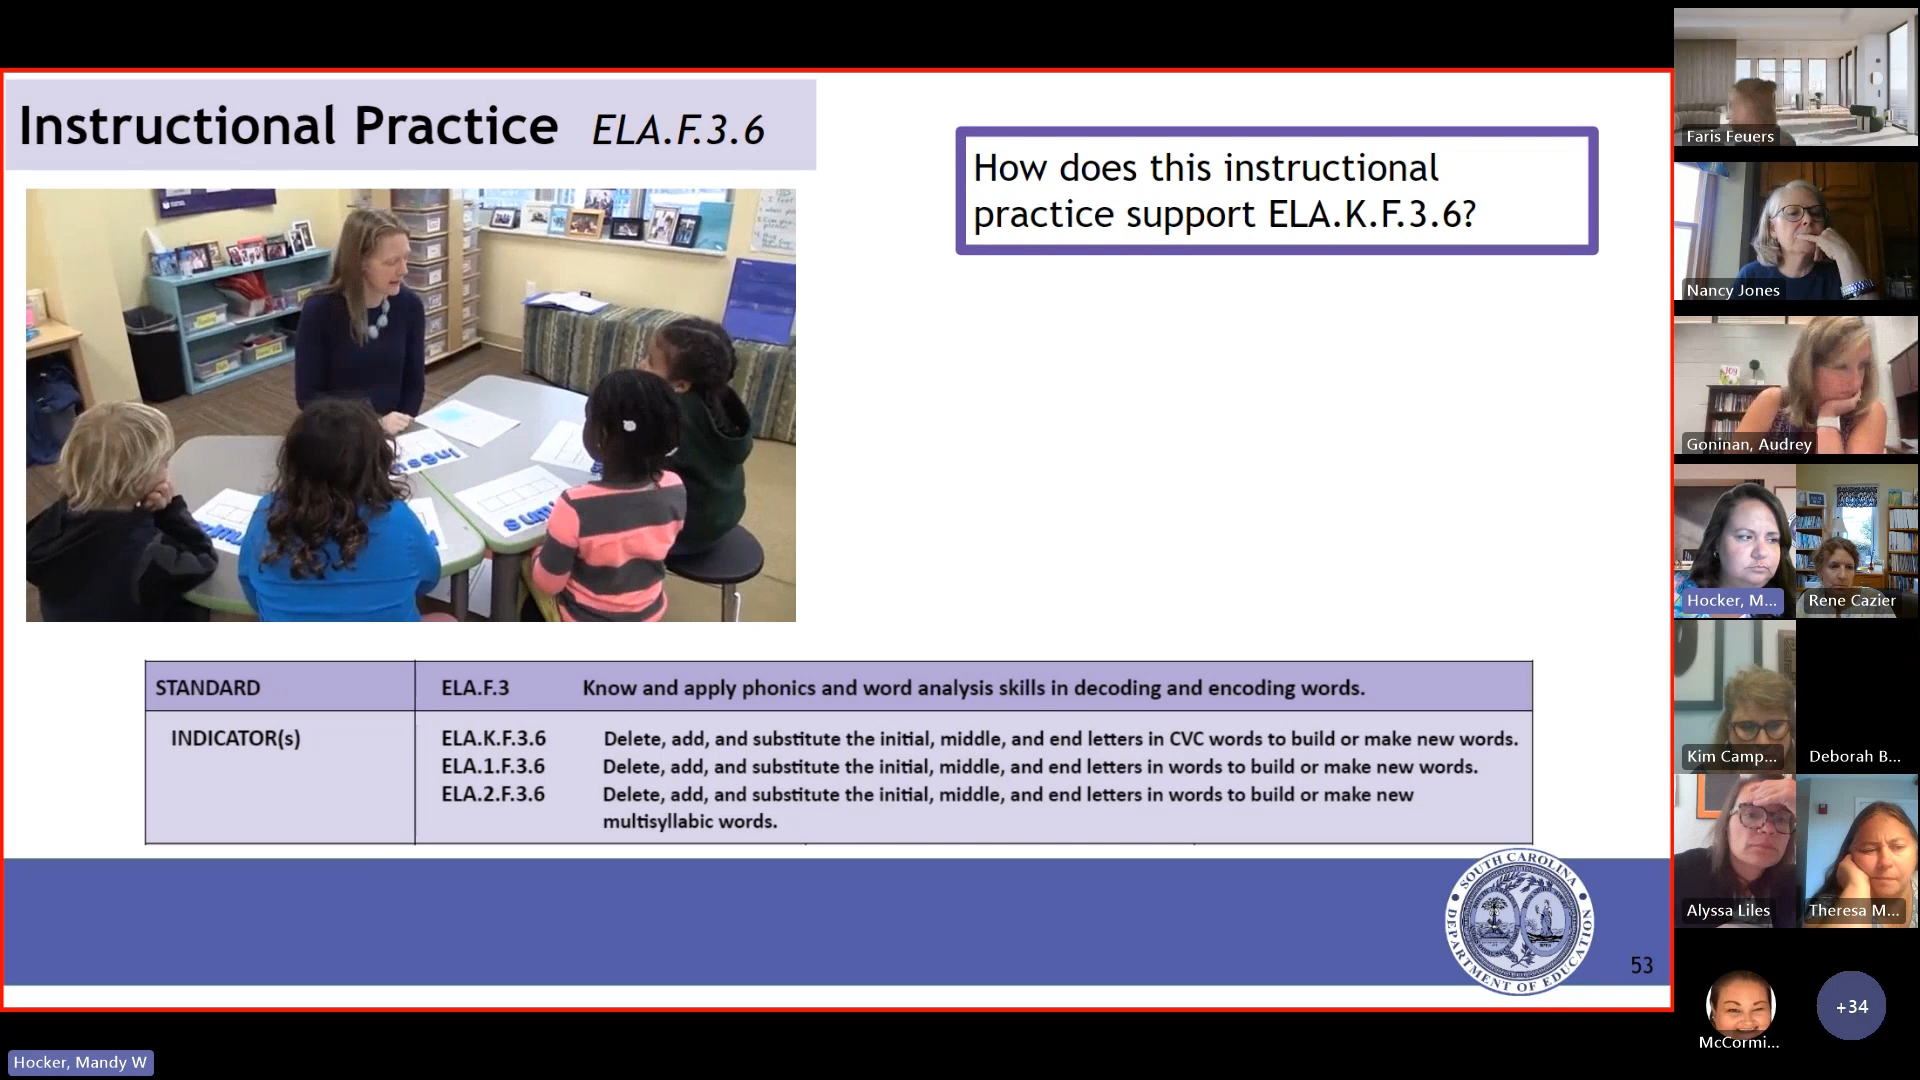 Instructional Practice ELA.F.3.6
How does this instructional
practice support ELA.K.F.3.6?
STANDARD ELA.F.3 Know and apply phonics and word analysis skills in decoding and encoding words.
INDICATOR(s) ELA.K.F.3.6 Delete, add, and substitute the initial, middle, and end letters in CVC words to build or make new words.
ELA.1.F.3.6 Delete, add, and substitute the initial, middle, and end letters in words to build or make new words.
ELA.2.F.3.6 Delete, add, and substitute the initial, middle, and end letters in words to build or make new
multisyllabic words.
SOUTH CAROLINA
DEPARTMENT OF EDUCATION
53
Hocker, Mandy W
Faris Feuers
Nancy Jones
JOY
Goninan, Audrey
Hocker, M...
Rene Cazier
Kim Camp...
Deborah B...
Alyssa Liles
Theresa M...
McCormi...
+34